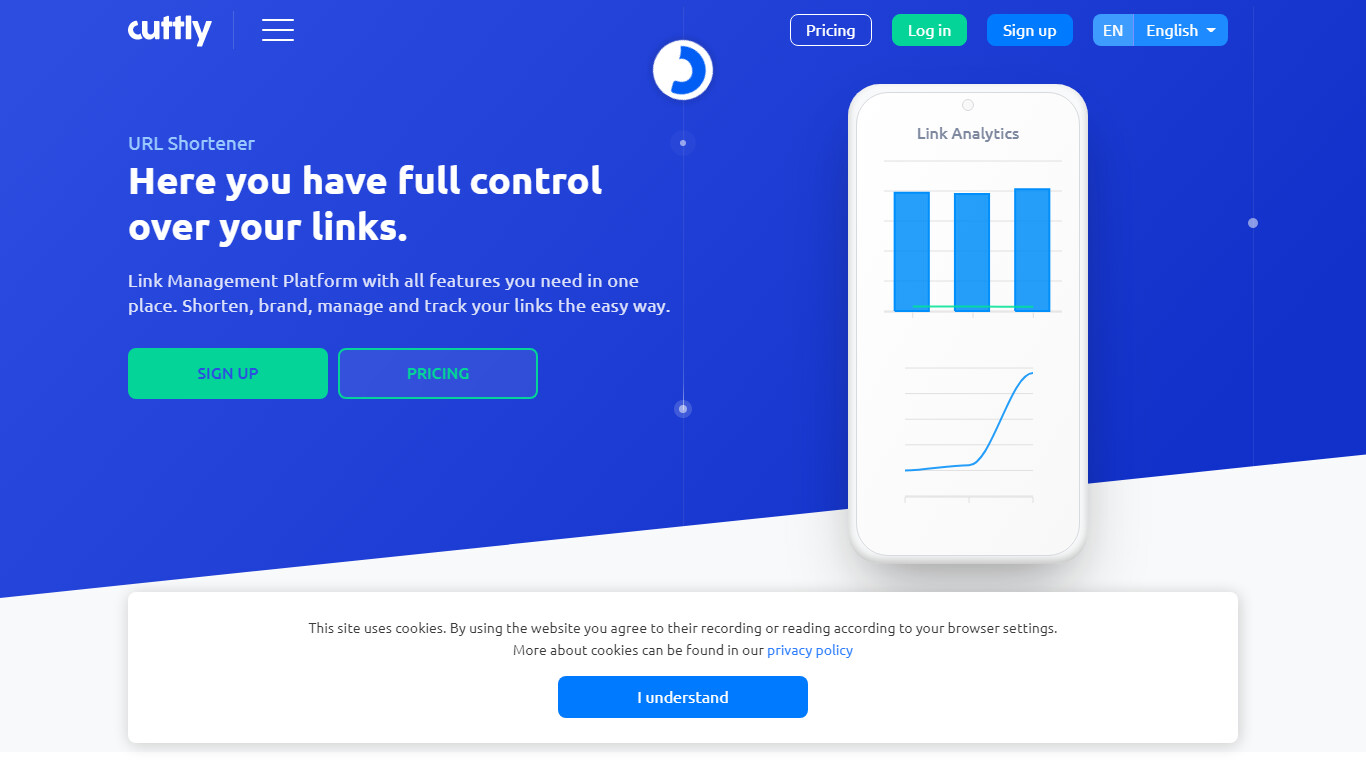 cuttly
Pricing
Log in
Sign up
EN
English
URL Shortener
Here you have full control
over your links.
Link Management Platform with all features you need in one
place. Shorten, brand, manage and track your links the easy way.
SIGN UP
PRICING
Link Analytics
This site uses cookies. By using the website you agree to their recording or reading according to your browser settings.
More about cookies can be found in our privacy policy
I understand